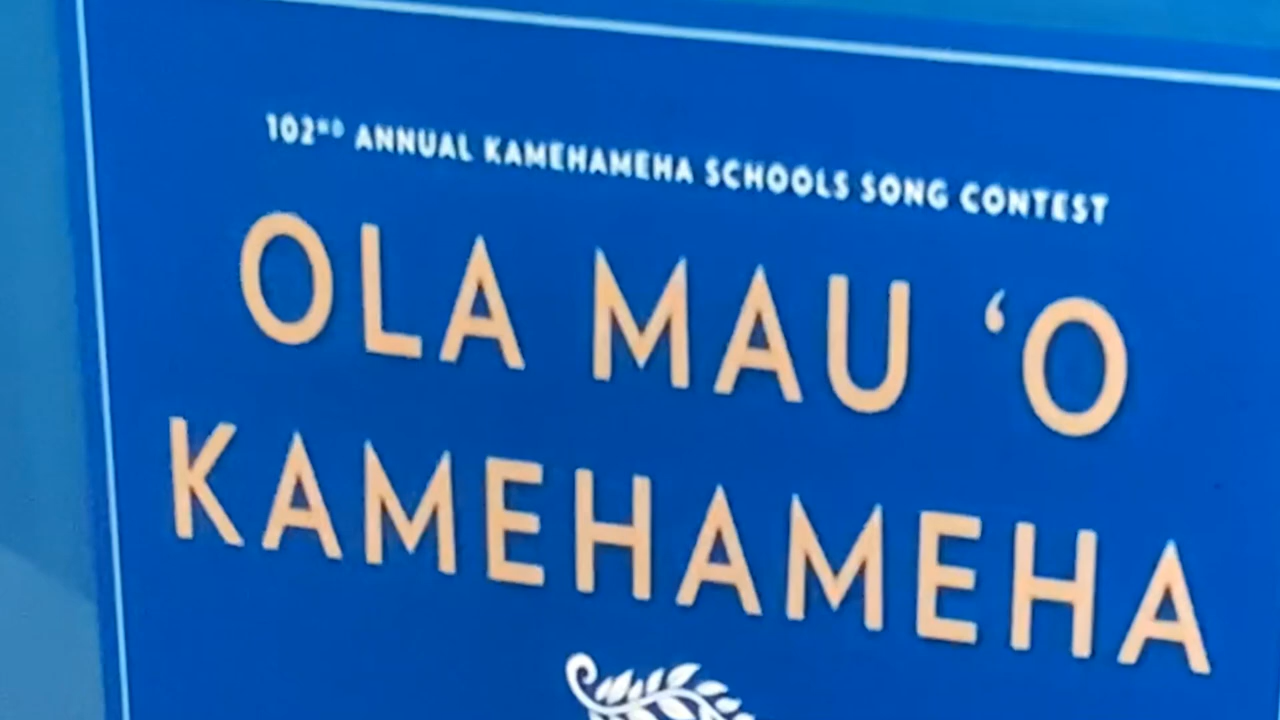 102ND ANNUAL KAMEHAMEHA SCHOOLS SONG CONTEST
OLA MAU ʻO
KAMEHAMEHA